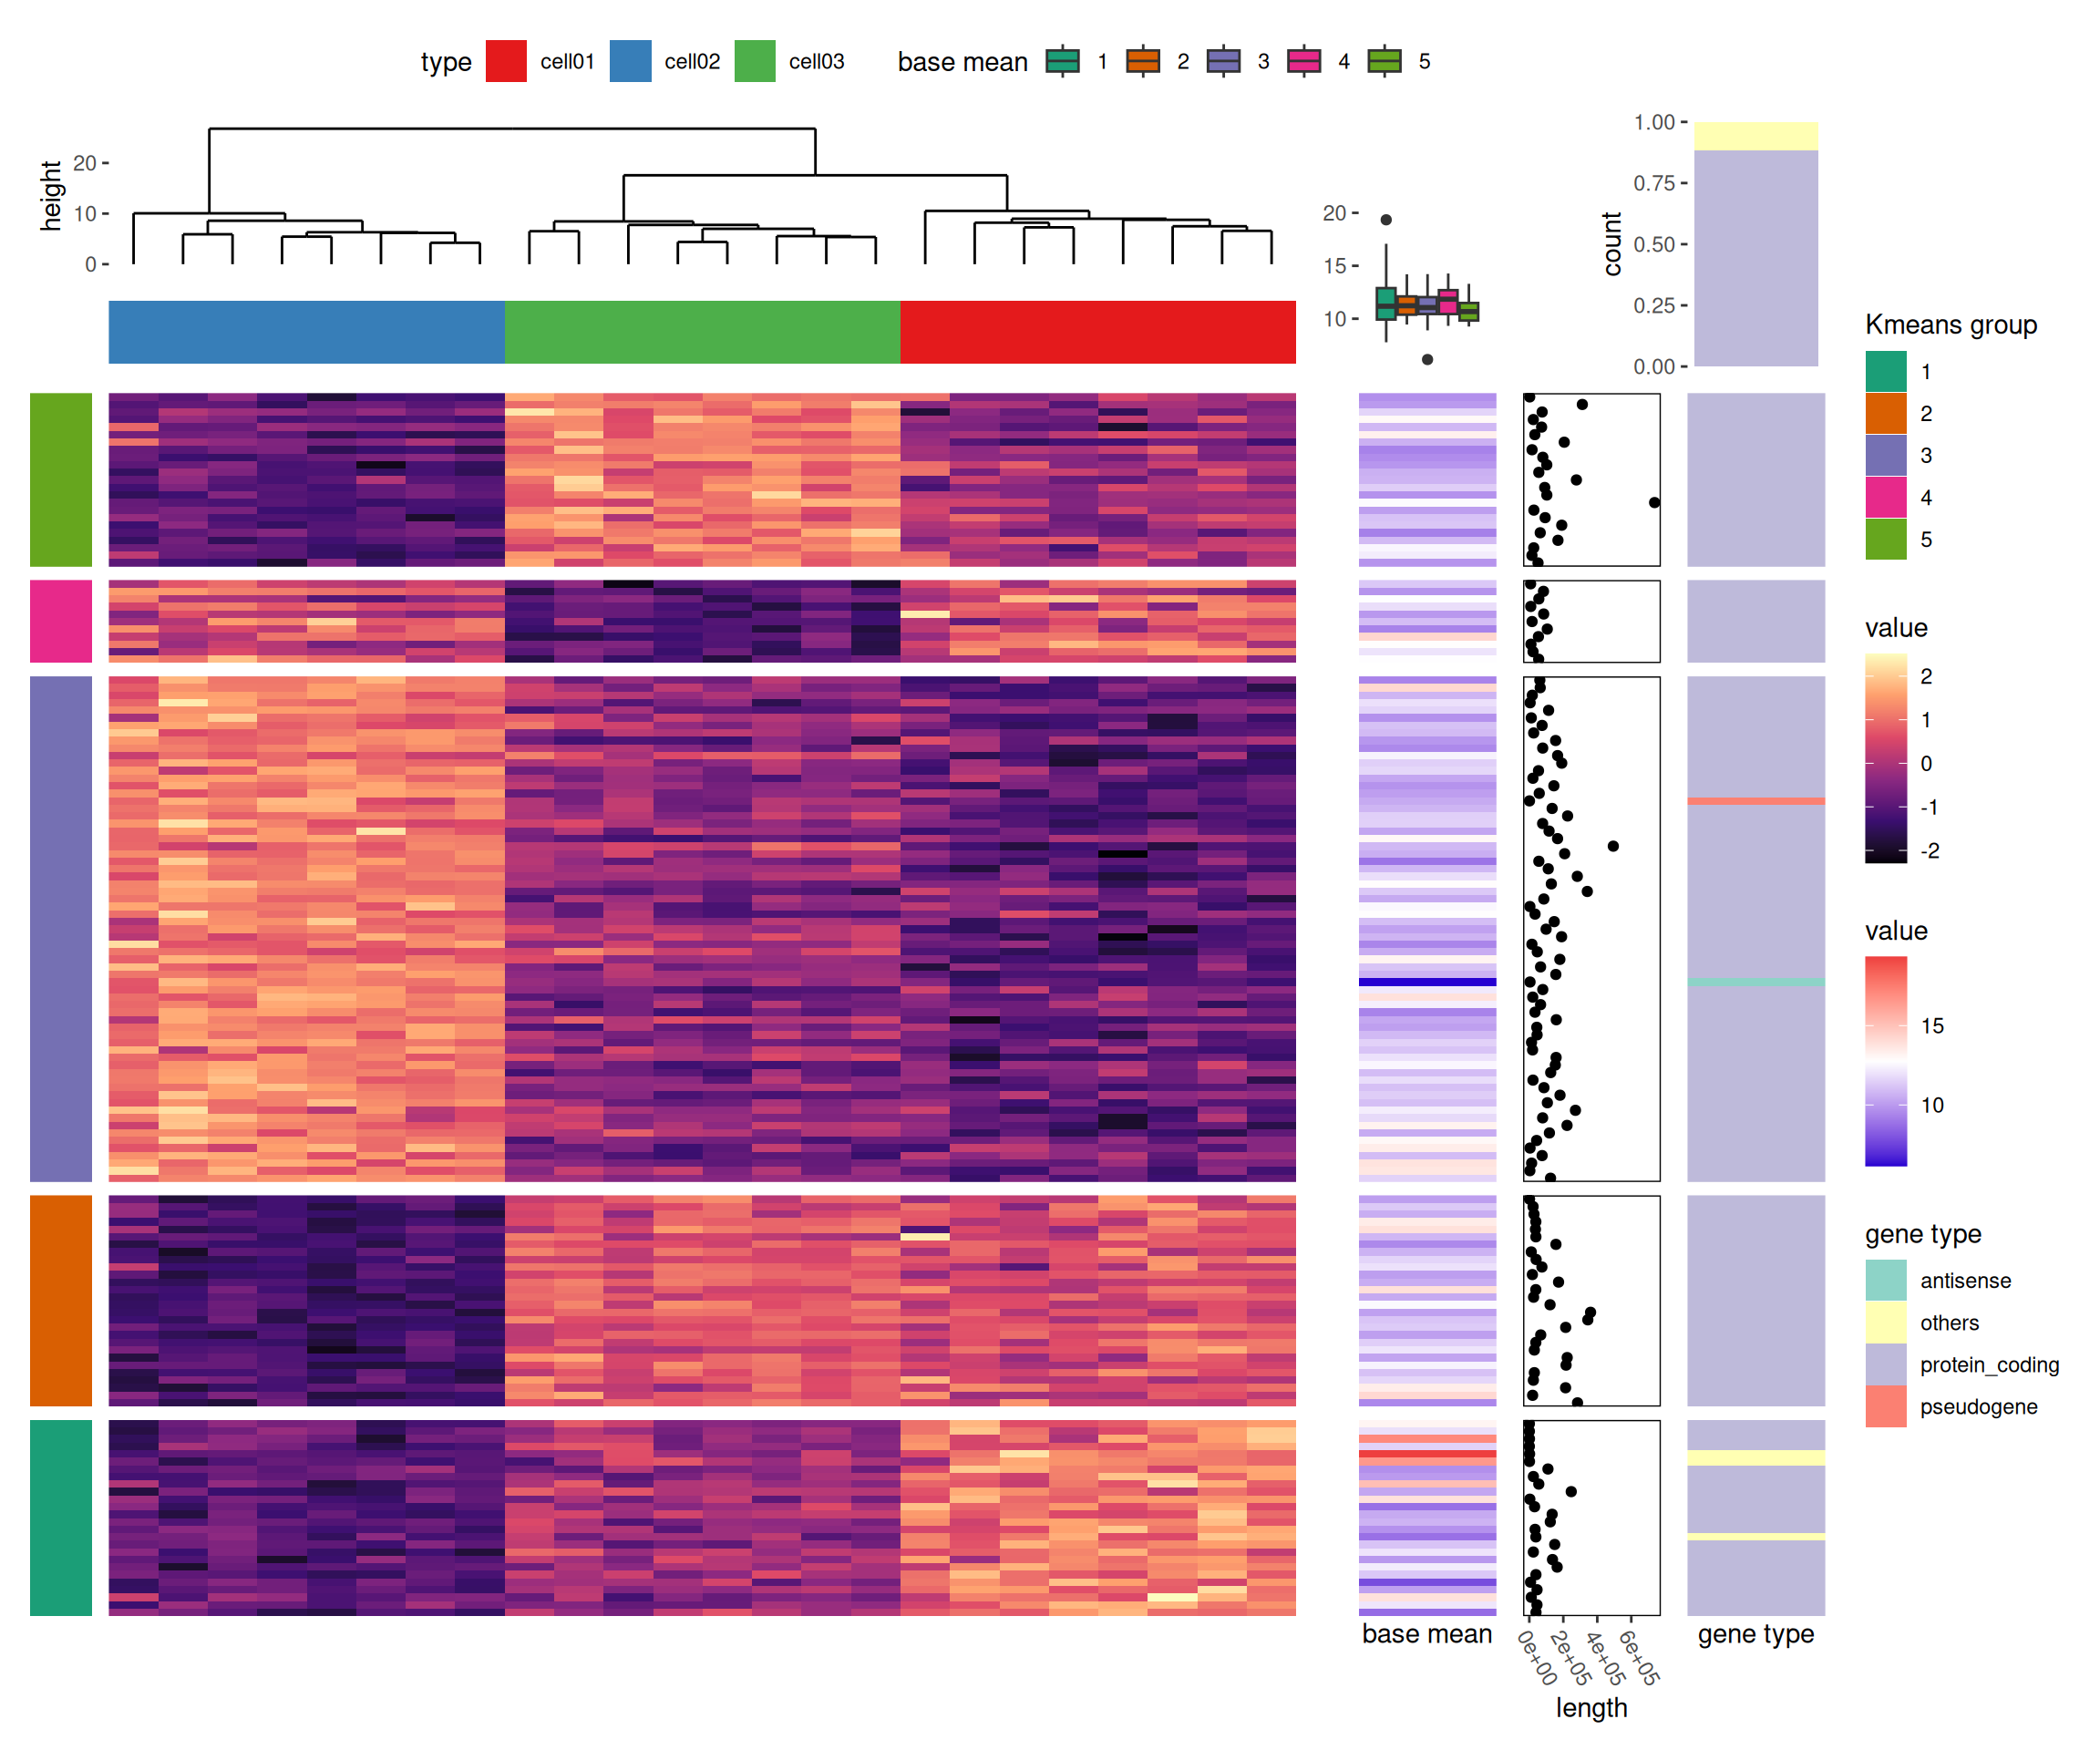 type cell01 cell02 cell03 base mean 1 2 3 4 5
height
20
10
0
20
15
10
count
1.00
0.75
0.50
0.25
0.00
Kmeans group
1
2
3
4
5
value
2
1
0
-1
-2
value
15
10
gene type
antisense
others
protein_coding
pseudogene
base mean
0e+00
2e+05
4e+05
6e+05
length
gene type